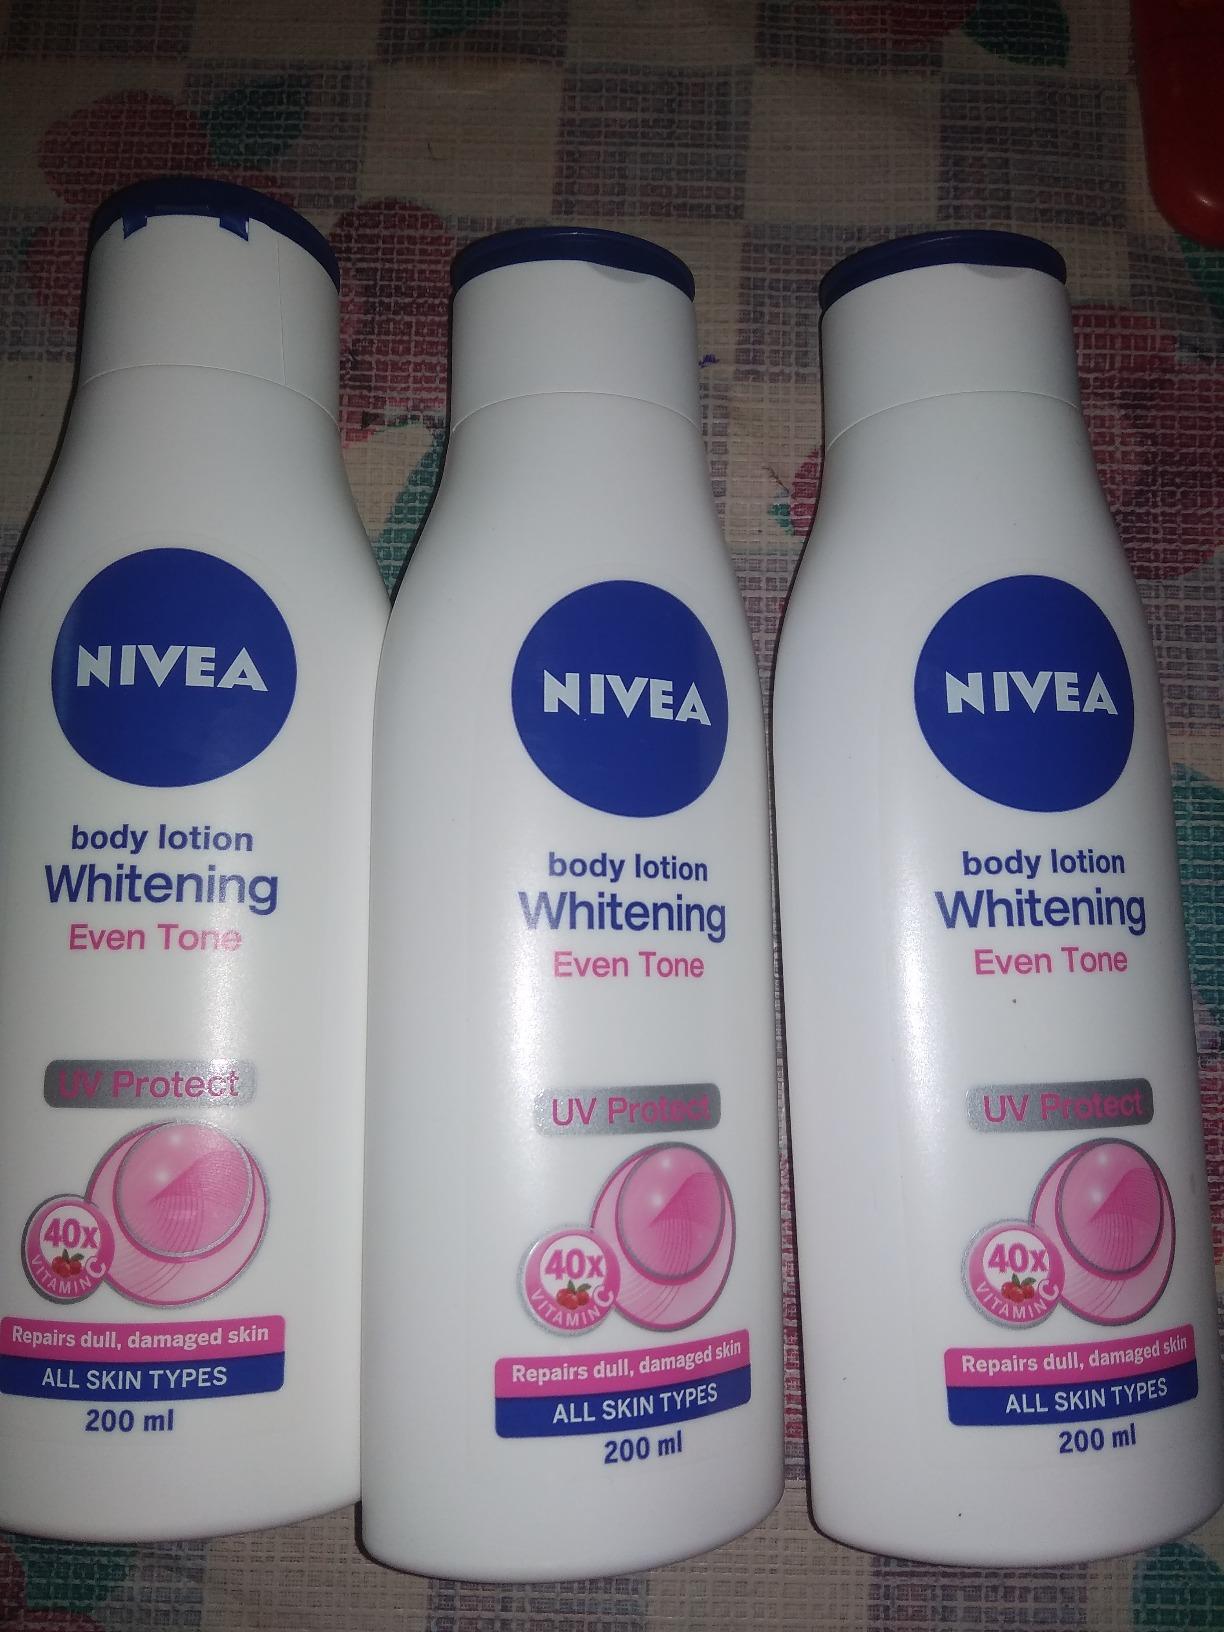 NIVEA
body lotion
Whitening
Even Tone
UV Protect
40x
VITAMIN C
Repairs dull, damaged skin
ALL SKIN TYPES
200 ml
NIVEA
body lotion
Whitening
Even Tone
UV Protect
40x
VITAMIN C
Repairs dull, damaged skin
ALL SKIN TYPES
200 ml
NIVEA
body lotion
Whitening
Even Tone
UV Protect
40x
VITAMIN C
Repairs dull, damaged skin
ALL SKIN TYPES
200 ml